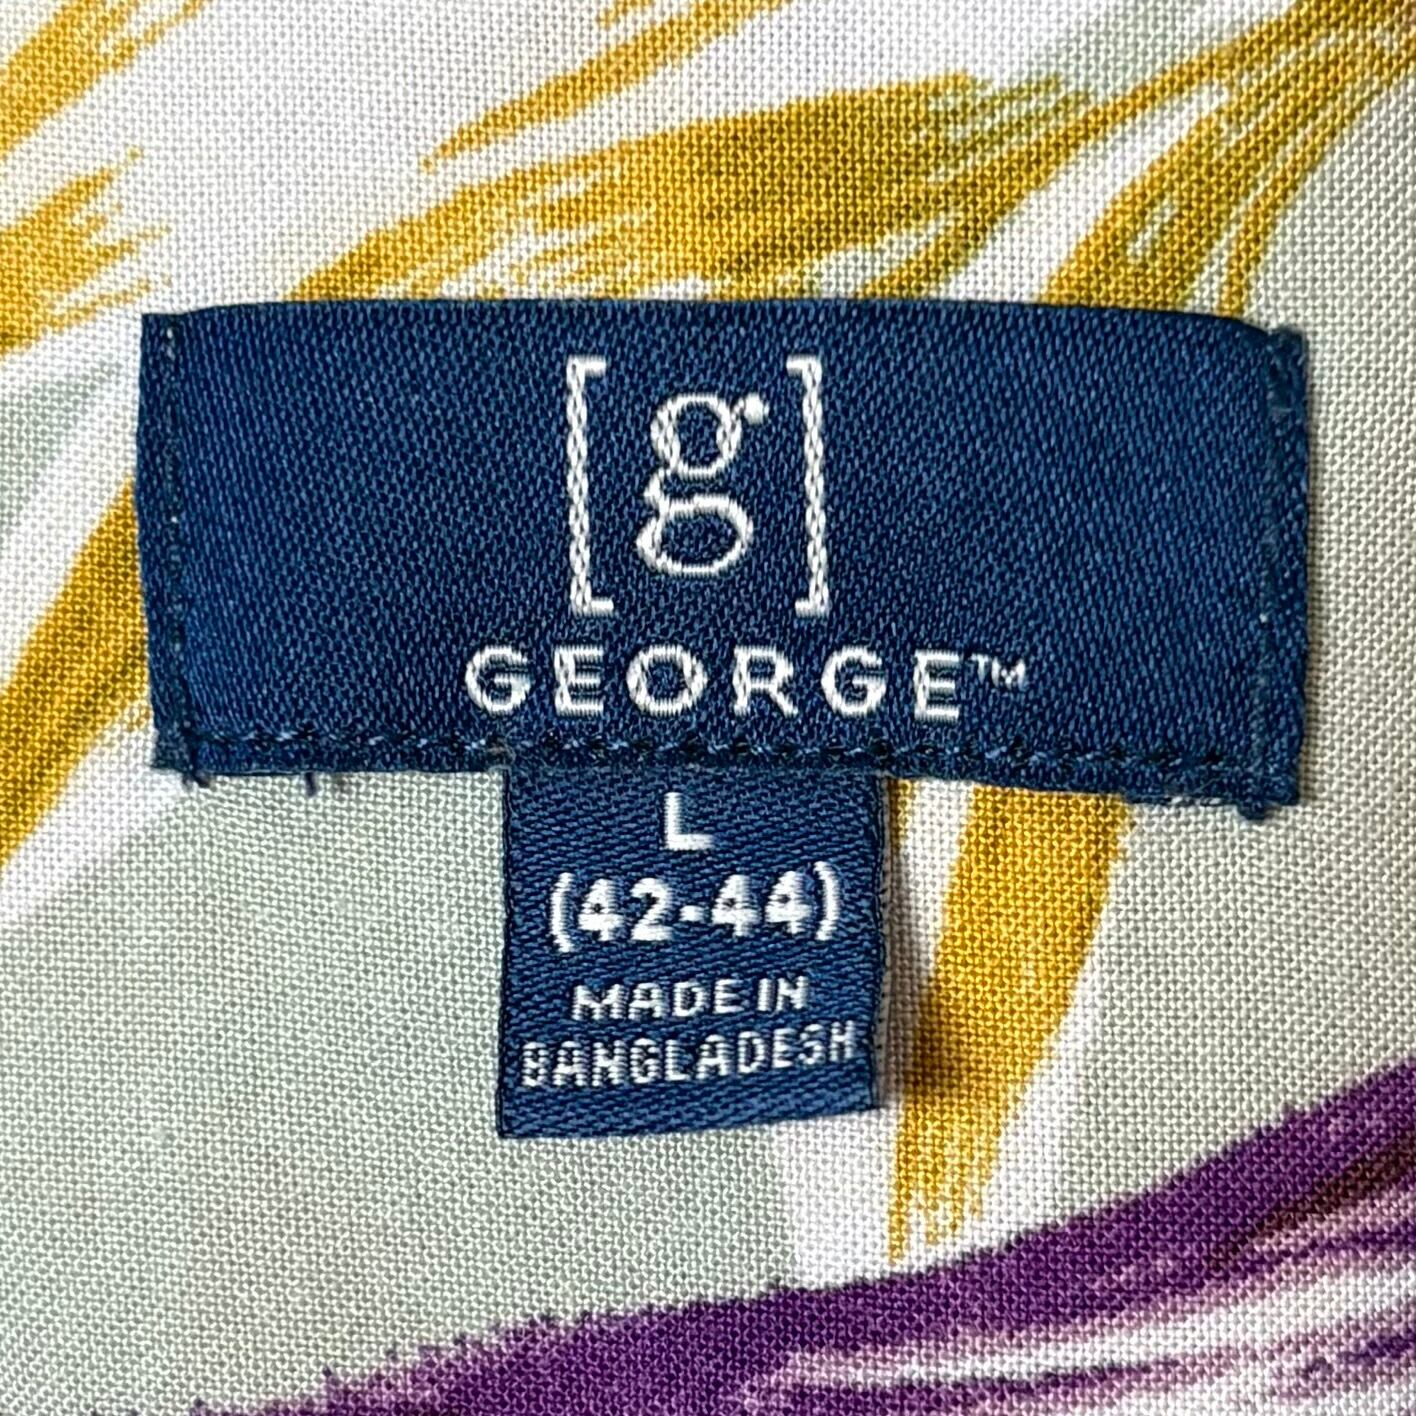 [g]
GEORGE™
L
(42-44)
MADE IN
BANGLADESH